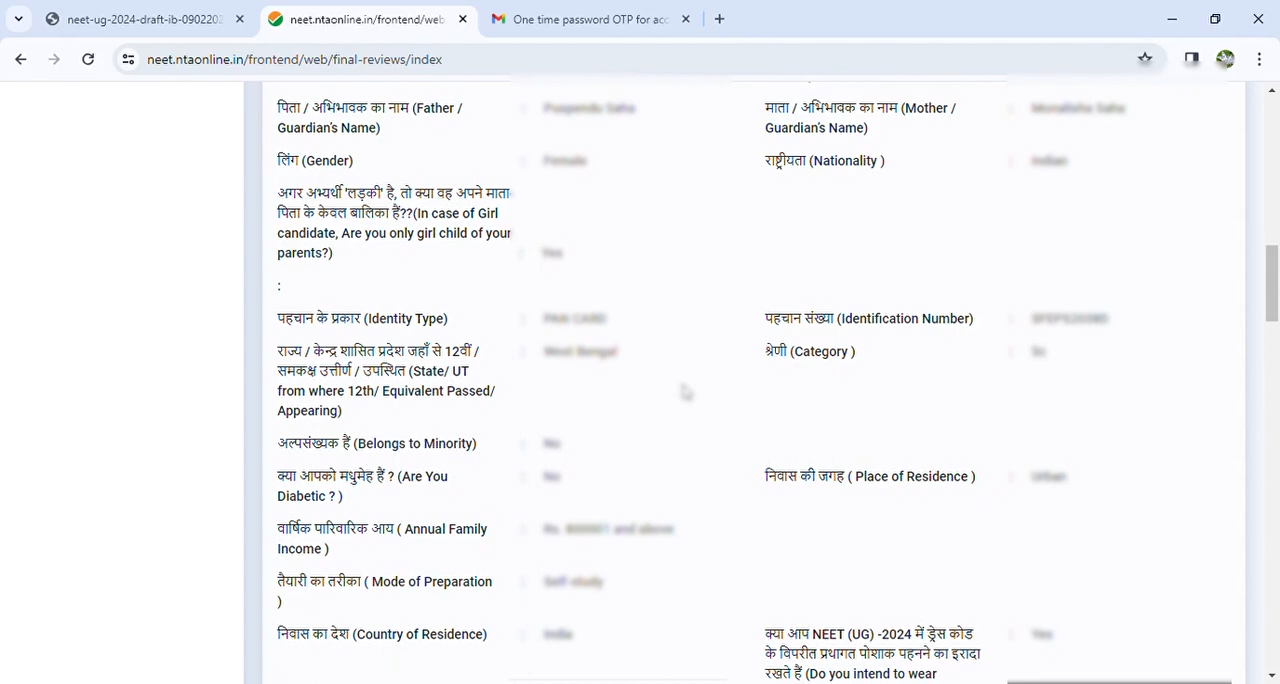 neet-ug-2024-draft-ib-0902202
neet.ntaonline.in/frontend/web
One time password OTP for acc
neet.ntaonline.in/frontend/web/final-reviews/index
पिता / अभिभावक का नाम (Father /
Guardian's Name)
माता / अभिभावक का नाम (Mother /
Guardian's Name)
लिंग (Gender)
राष्ट्रीयता (Nationality )
अगर अभ्यर्थी 'लड़की' है, तो क्या वह अपने माता
पिता के केवल बालिका हैं??(In case of Girl
candidate, Are you only girl child of your
parents?)
:
पहचान के प्रकार (Identity Type)
पहचान संख्या (Identification Number)
राज्य / केन्द्र शासित प्रदेश जहाँ से 12वीं /
समकक्ष उत्तीर्ण / उपस्थित (State/ UT
from where 12th/ Equivalent Passed/
Appearing)
श्रेणी (Category )
अल्पसंख्यक हैं (Belongs to Minority)
क्या आपको मधुमेह हैं ? (Are You
Diabetic ? )
निवास की जगह ( Place of Residence )
वार्षिक पारिवारिक आय ( Annual Family
Income )
तैयारी का तरीका ( Mode of Preparation
)
निवास का देश (Country of Residence)
क्या आप NEET (UG) -2024 में ड्रेस कोड
के विपरीत प्रथागत पोशाक पहनने का इरादा
रखते हैं (Do you intend to wear